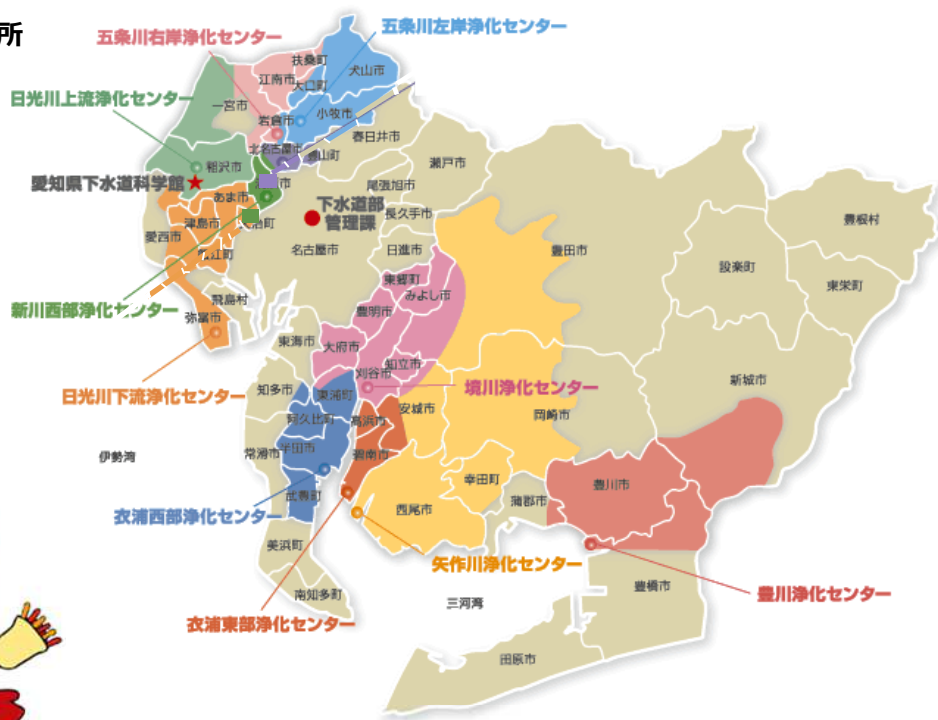 所
五条川左岸浄化センター
五条川右岸浄化センター
扶桑町
犬山市
江南市
大口町
日光川上流浄化センター
一宮市
小牧市
岩倉市
春日井市
北名古屋市
瀬戸市
稲沢市
愛知県下水道科学館
尾張旭市
あま市
下水道部
管理課
長久手市
津島市
愛西市
名古屋市
日進市
豊田市
豊根村
設楽町
東栄町
東郷町
みよし市
飛島村
新川西部浄化センター
弥富市
豊明市
東海市
大府市
知立市
刈谷市
境川浄化センター
新城市
日光川下流浄化センター
知多市
東浦町
安城市
高浜市
岡崎市
阿久比町
伊勢湾
常滑市
半田市
碧南市
幸田町
豊川市
武豊町
西尾市
蒲郡市
衣浦西部浄化センター
美浜町
矢作川浄化センター
豊橋市
豊川浄化センター
南知多町
三河湾
衣浦東部浄化センター
田原市